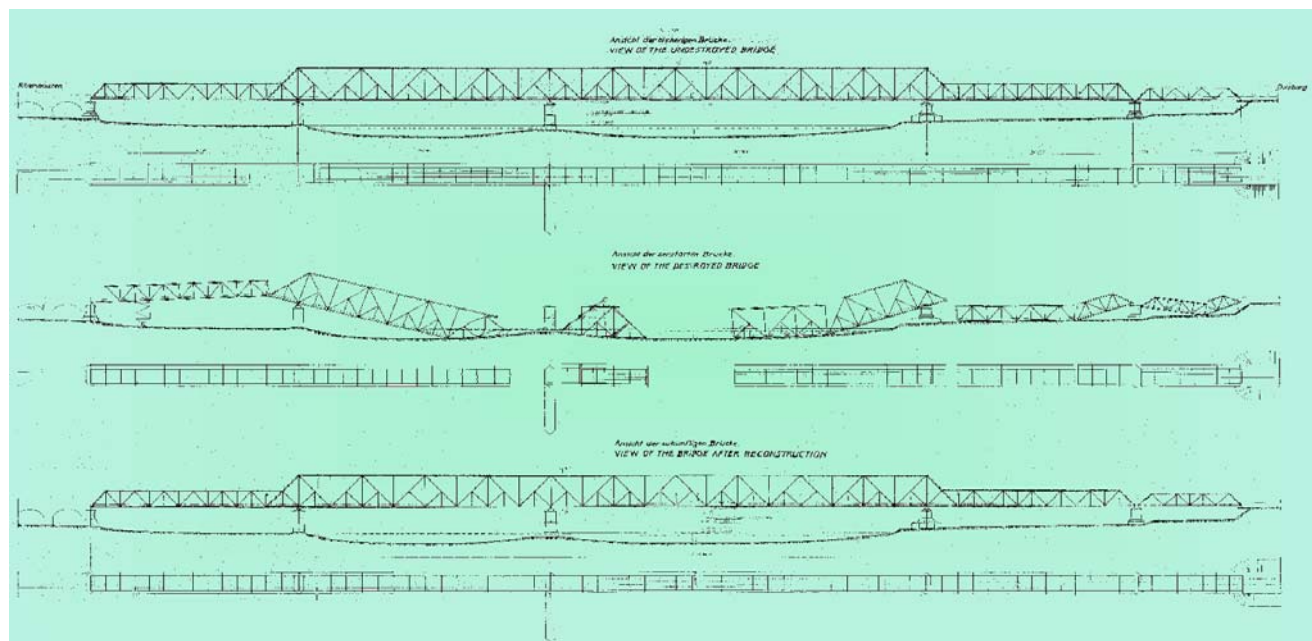 Ansicht der bisherigen Brücke.
VIEW OF THE UNDESTROYED BRIDGE
Rheinhausen
Duisburg
Ansicht der zerstörten Brücke.
VIEW OF THE DESTROYED BRIDGE
Ansicht der zukünftigen Brücke.
VIEW OF THE BRIDGE AFTER RECONSTRUCTION